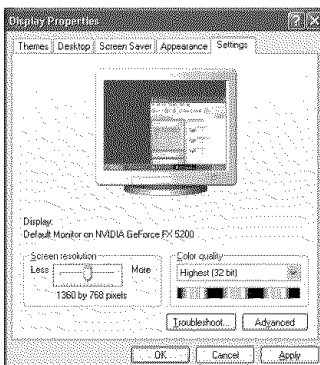 Display Properties
Themes Desktop Screen Saver Appearance Settings
Display:
Default Monitor on NVIDIA GeForce FX 5200
Screen resolution
Less More
1360 by 768 pixels
Color quality
Highest (32 bit)
Troubleshoot... Advanced
OK Cancel Apply